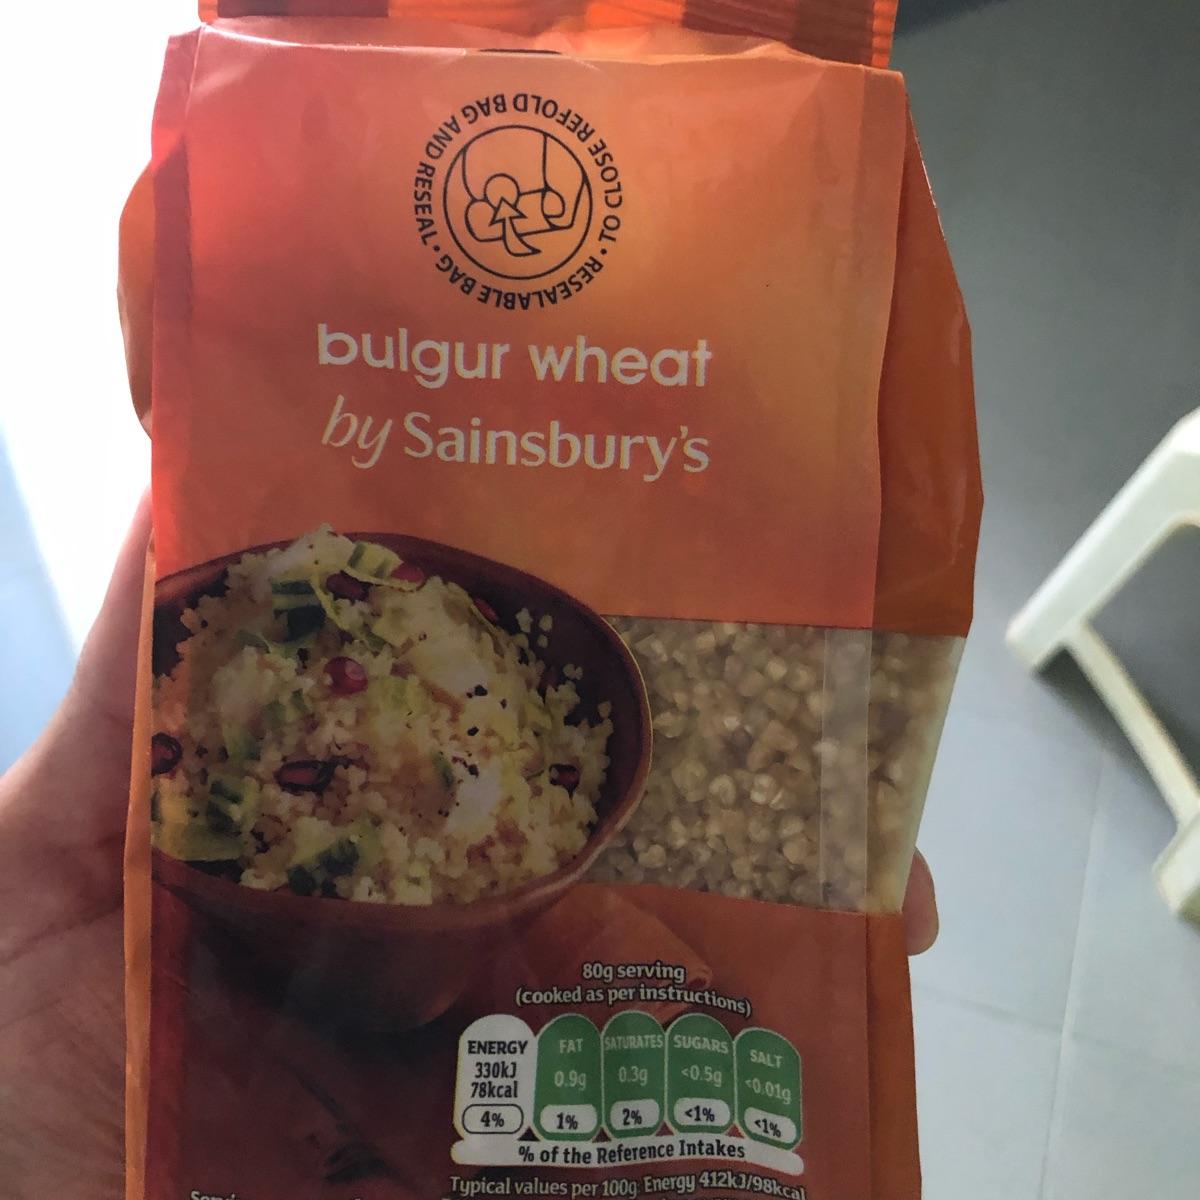 RESEALABLE BAG • TO CLOSE REFOLD BAG AND RESEAL •
bulgur wheat
by Sainsbury's
80g serving
(cooked as per instructions)
ENERGY FAT SATURATES SUGARS SALT
330kJ
78kcal 0.9g 0.3g <0.5g <0.01g
4% 1% 2% <1% <1%
% of the Reference Intakes
Typical values per 100g: Energy 412kJ/98kcal